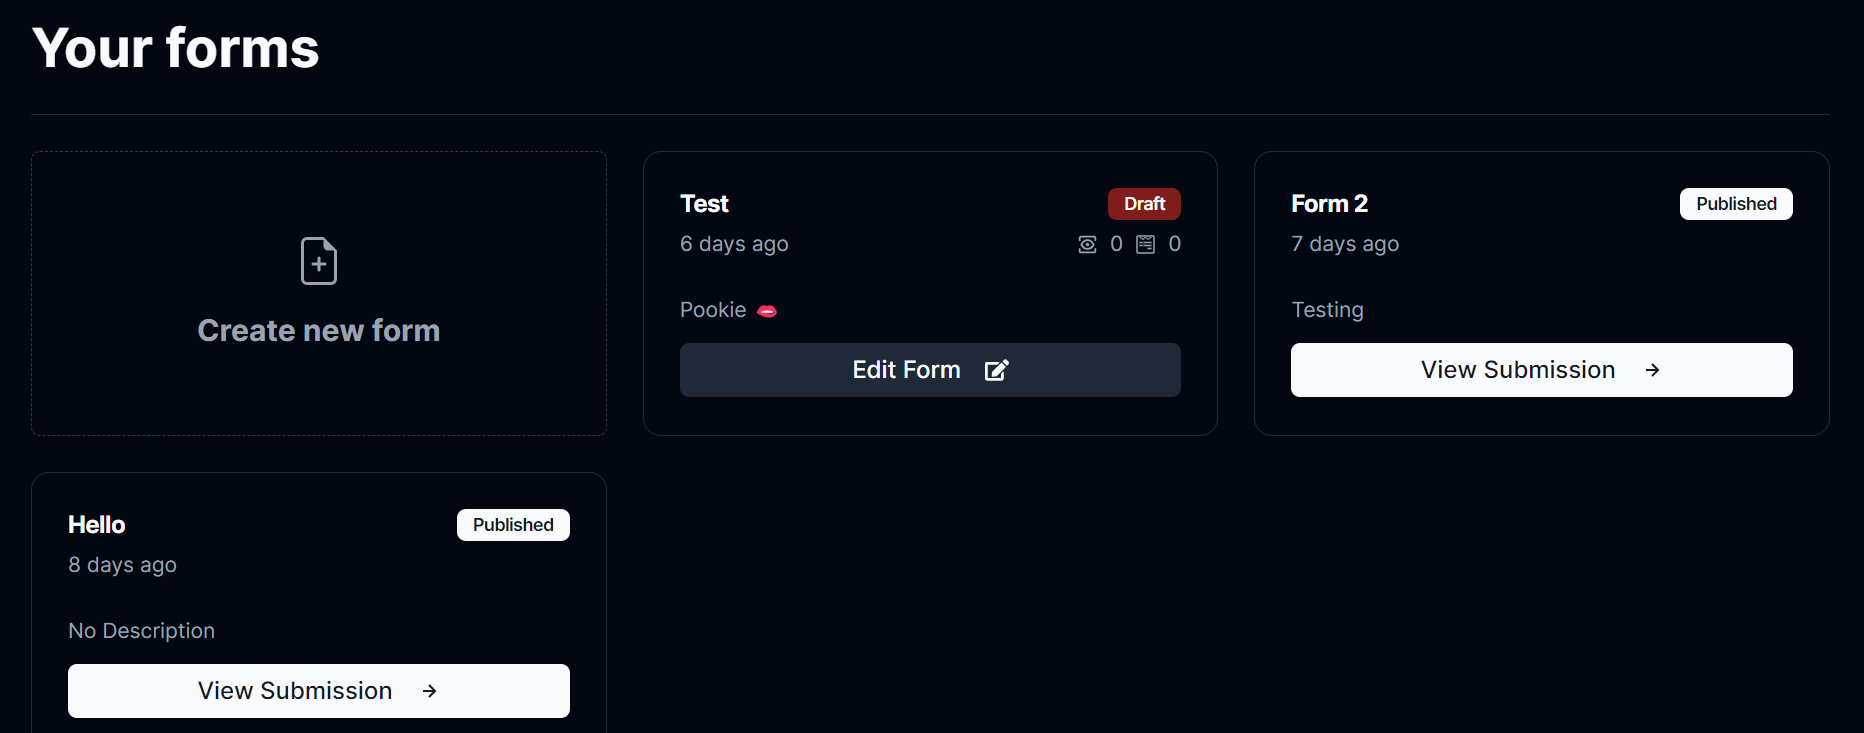 Your forms
Create new form
Test
Draft
6 days ago
0 0
Pookie 🫦
Edit Form
Form 2
Published
7 days ago
Testing
View Submission →
Hello
Published
8 days ago
No Description
View Submission →